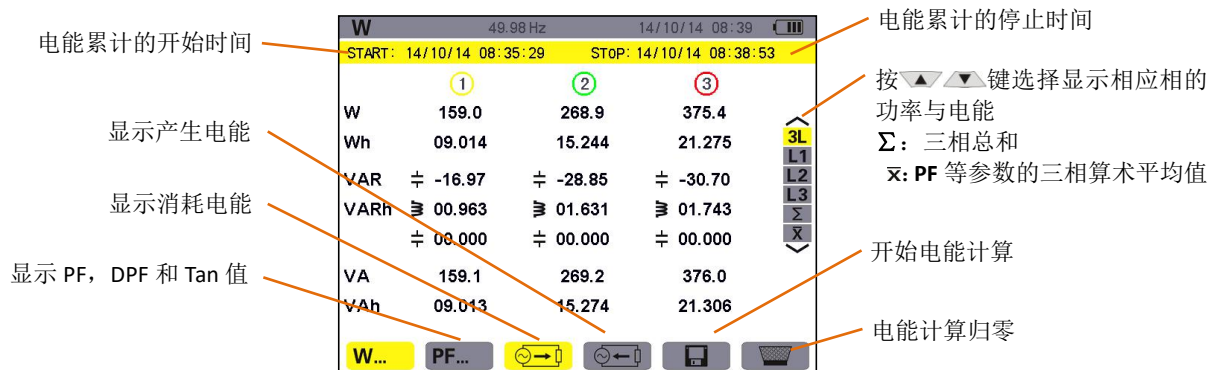 电能累计的开始时间
显示产生电能
显示消耗电能
显示 PF，DPF 和 Tan 值
W 49.98 Hz 14/10/14 08:39
START: 14/10/14 08:35:29 STOP: 14/10/14 08:38:53
1 2 3
W 159.0 268.9 375.4
Wh 09.014 15.244 21.275
VAR -16.97 -28.85 -30.70
VARh 00.963 01.631 01.743
00.000 00.000 00.000
VA 159.1 269.2 376.0
VAh 09.013 15.274 21.306
3L
L1
L2
L3
Σ
x̅
W... PF...
电能累计的停止时间
按▲ ▼键选择显示相应相的
功率与电能
Σ：三相总和
x̅: PF 等参数的三相算术平均值
开始电能计算
电能计算归零